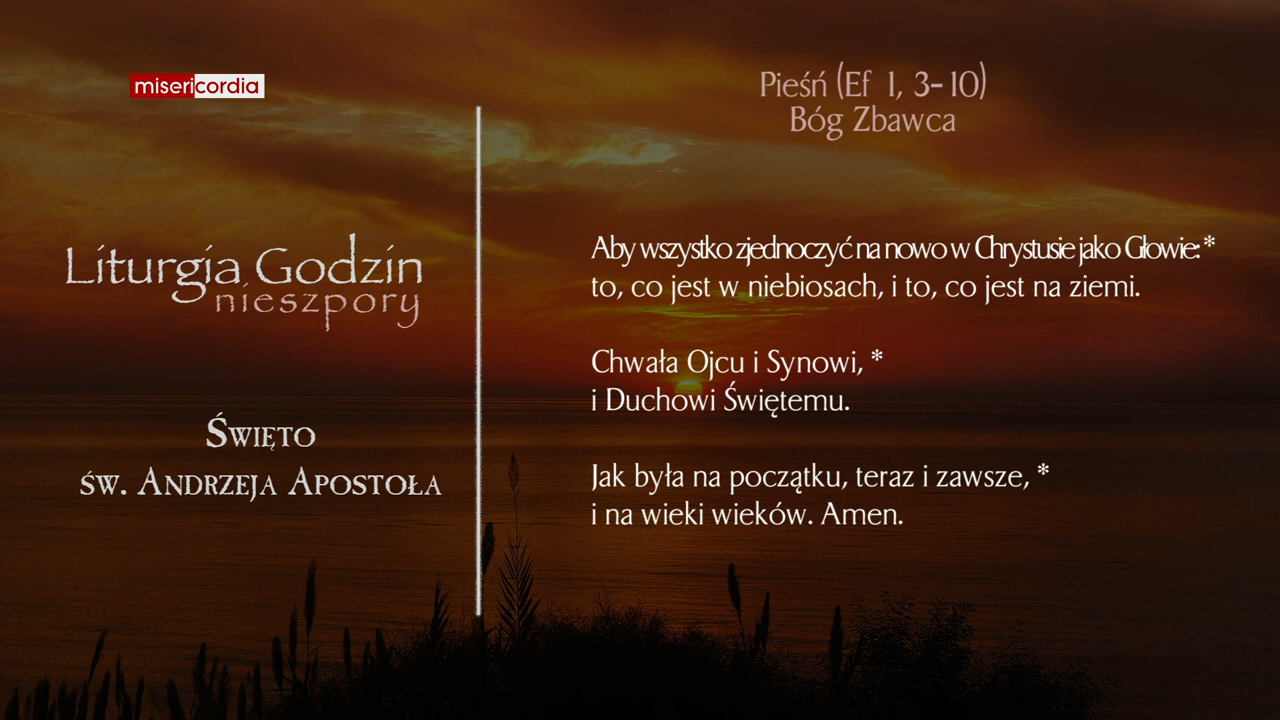 misericordia
Liturgia Godzin
nieszpory
Święto
św. Andrzeja Apostoła
Pieśń (Ef 1, 3-10)
Bóg Zbawca
Aby wszystko zjednoczyć na nowo w Chrystusie jako Głowie: *
to, co jest w niebiosach, i to, co jest na ziemi.
Chwała Ojcu i Synowi, *
i Duchowi Świętemu.
Jak była na początku, teraz i zawsze, *
i na wieki wieków. Amen.